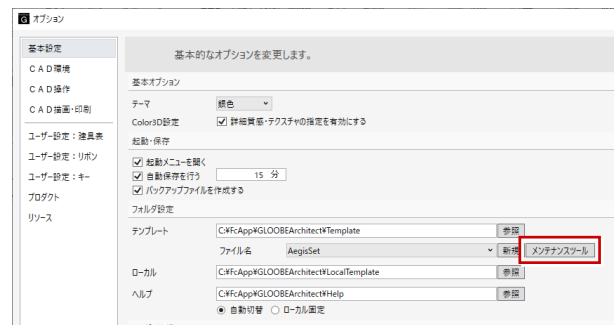 G オプション
基本設定
CAD環境
CAD操作
CAD描画・印刷
ユーザー設定：建具表
ユーザー設定：リボン
ユーザー設定：キー
プロダクト
リソース
基本的なオプションを変更します。
基本オプション
テーマ 銀色
Color3D設定 詳細質感・テクスチャの指定を有効にする
起動・保存
起動メニューを開く
自動保存を行う 15 分
バックアップファイルを作成する
フォルダ設定
テンプレート C:¥FcApp¥GLOOBEArchitect¥Template 参照
ファイル名 AegisSet 新規 メンテナンスツール
ローカル C:¥FcApp¥GLOOBEArchitect¥LocalTemplate 参照
ヘルプ C:¥FcApp¥GLOOBEArchitect¥Help 参照
自動切替 ローカル固定